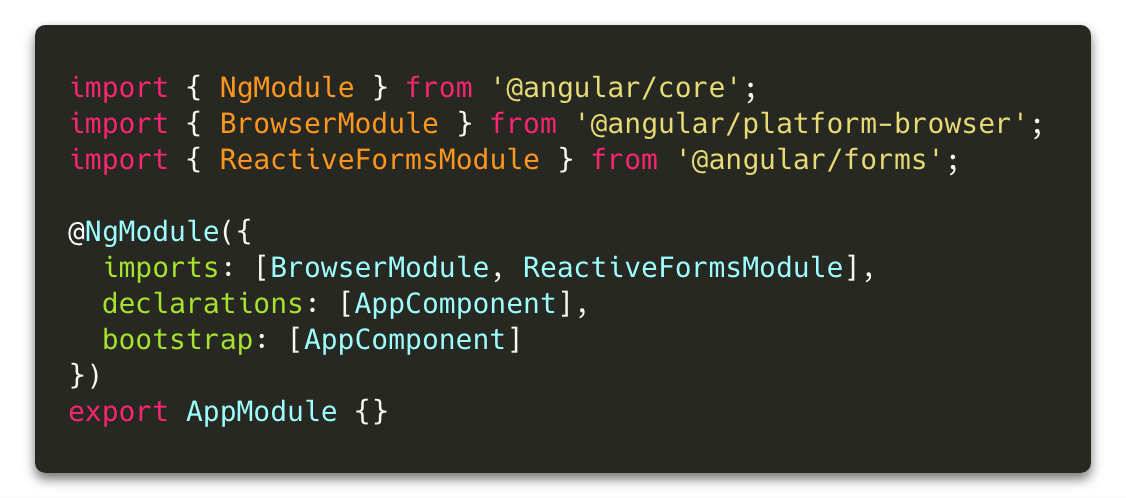 import { NgModule } from '@angular/core';
import { BrowserModule } from '@angular/platform-browser';
import { ReactiveFormsModule } from '@angular/forms';

@NgModule({
  imports: [BrowserModule, ReactiveFormsModule],
  declarations: [AppComponent],
  bootstrap: [AppComponent]
})
export AppModule {}